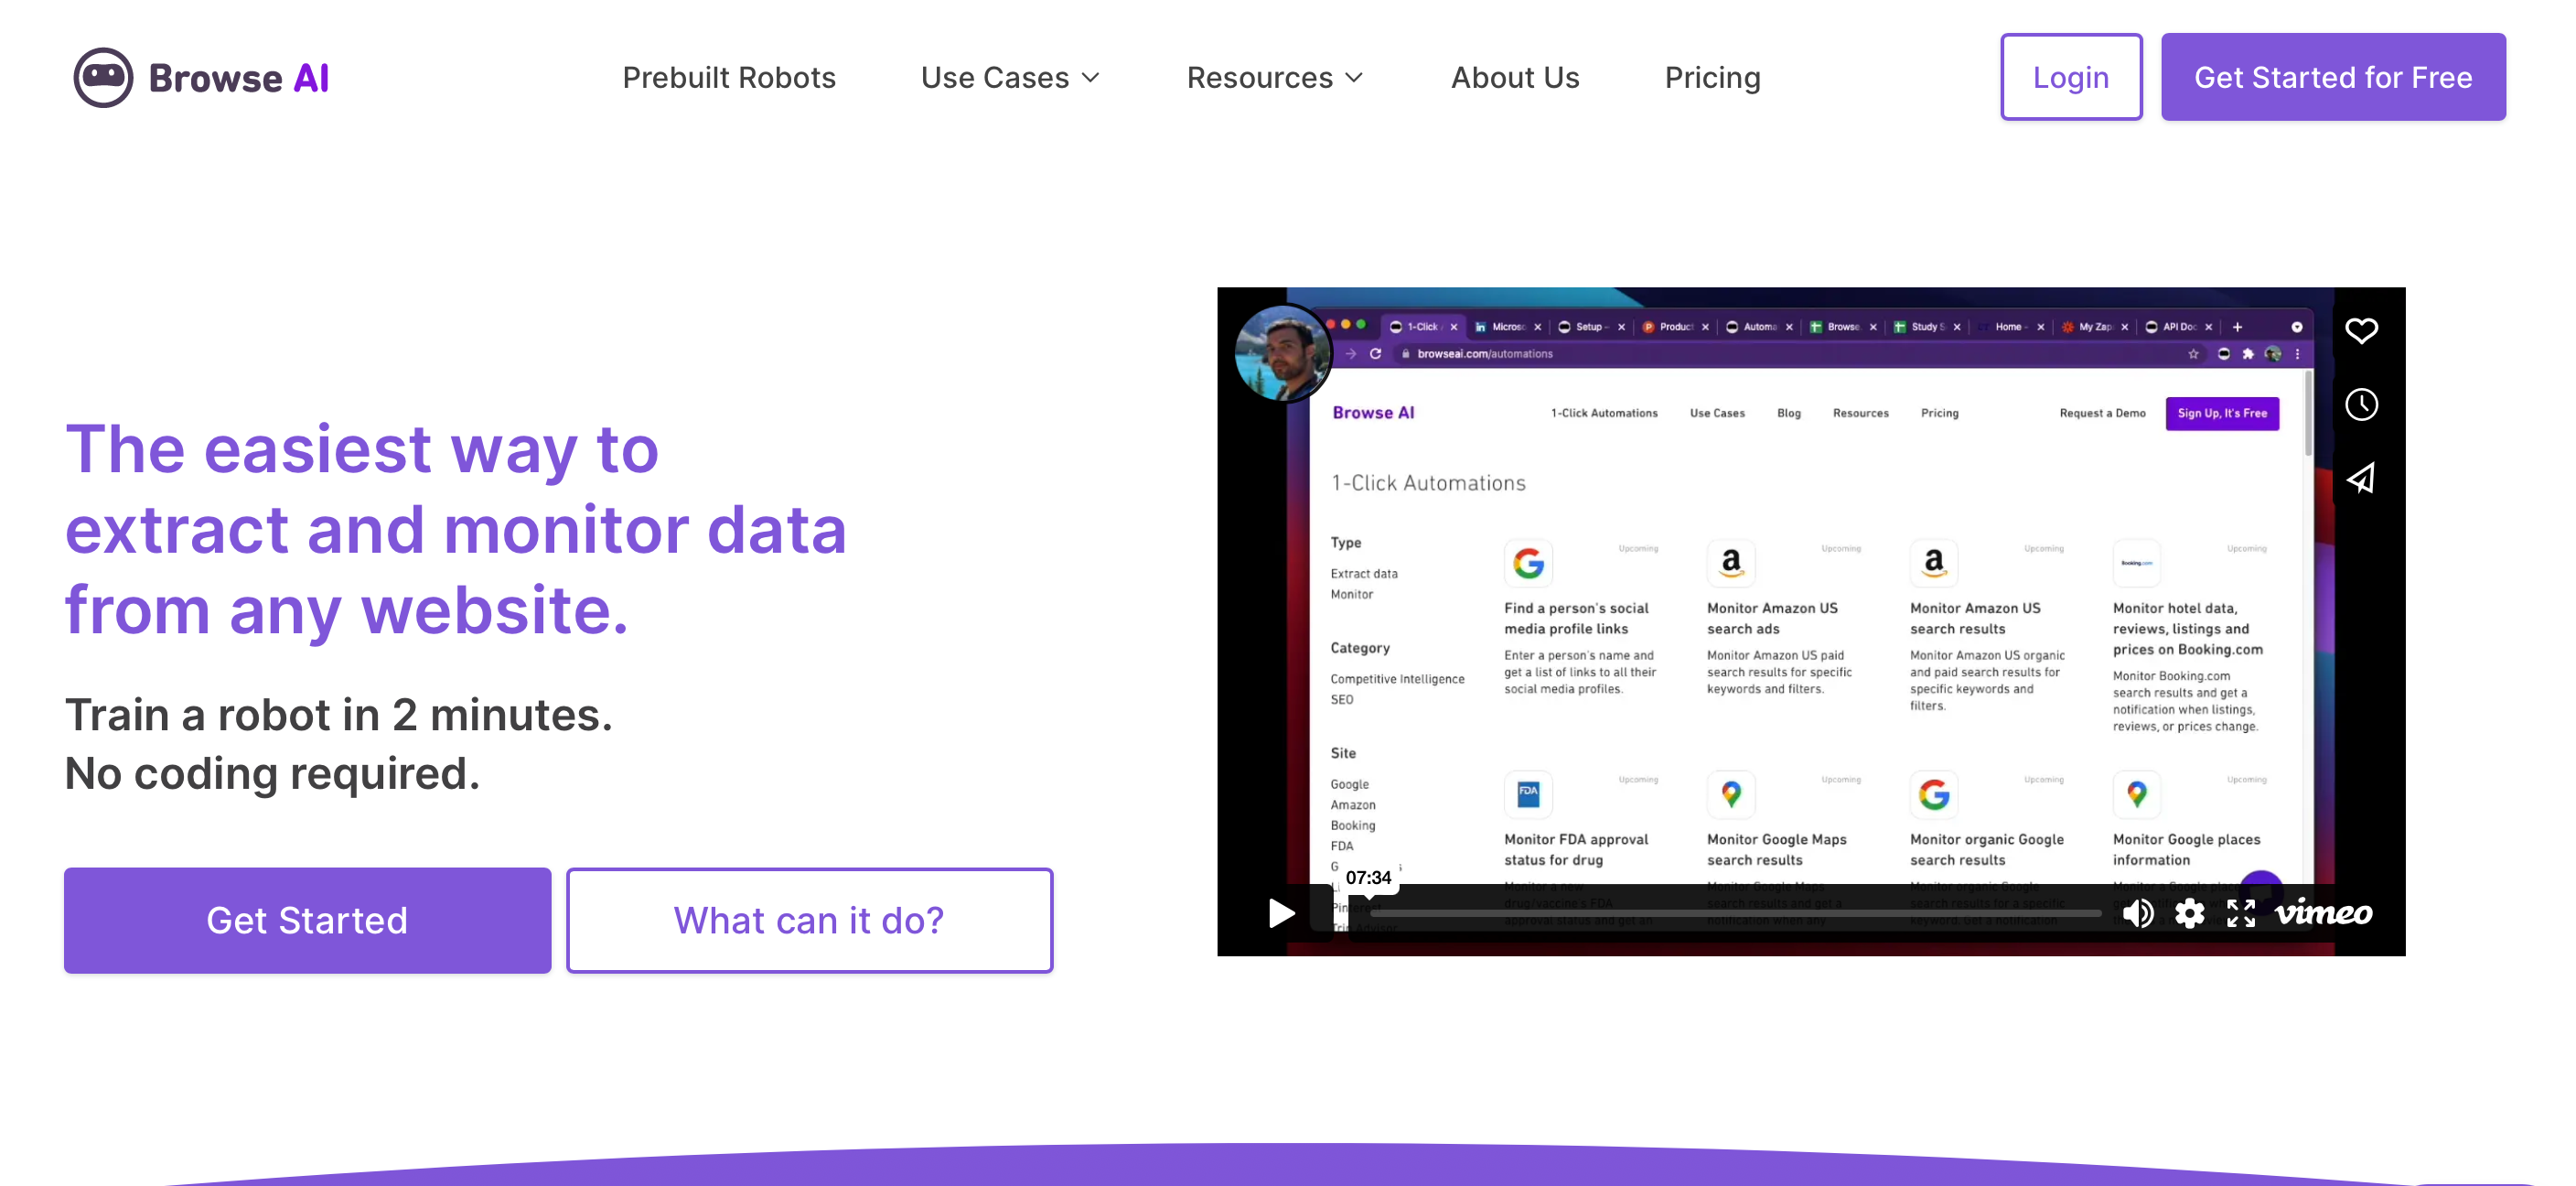 Browse AI
Prebuilt Robots
Use Cases
Resources
About Us
Pricing
Login
Get Started for Free
The easiest way to
extract and monitor data
from any website.
Train a robot in 2 minutes.
No coding required.
Get Started
What can it do?
1-Click
Microso
Setup -
Product
Automa
Browse
Study S
Home -
My Zap
API Doc
browseai.com/automations
Browse AI
1-Click Automations
Use Cases
Blog
Resources
Pricing
Request a Demo
Sign Up, It's Free
1-Click Automations
Type
Extract data
Monitor
Category
Competitive Intelligence
SEO
Site
Google
Amazon
Booking
FDA
Upcoming
Find a person's social
media profile links
Enter a person's name and
get a list of links to all their
social media profiles.
Upcoming
Monitor Amazon US
search ads
Monitor Amazon US paid
search results for specific
keywords and filters.
Upcoming
Monitor Amazon US
search results
Monitor Amazon US organic
and paid search results for
specific keywords and
filters.
Booking.com
Upcoming
Monitor hotel data,
reviews, listings and
prices on Booking.com
Monitor Booking.com
search results and get a
notification when listings,
reviews, or prices change.
FDA
Upcoming
Monitor FDA approval
status for drug
Monitor a new
drug/vaccine's FDA
approval status and get an
Upcoming
Monitor Google Maps
search results
Monitor Google Maps
search results and get a
notification when any
Upcoming
Monitor organic Google
search results
Monitor organic Google
search results for a specific
keyword. Get a notification
Upcoming
Monitor Google places
information
Pinterest
TripAdvisor
07:34
vimeo